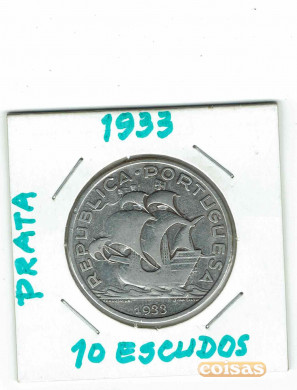 1933
PRATA
REPUBLICA·PORTUGUESA
1933
10 ESCUDOS
coisas